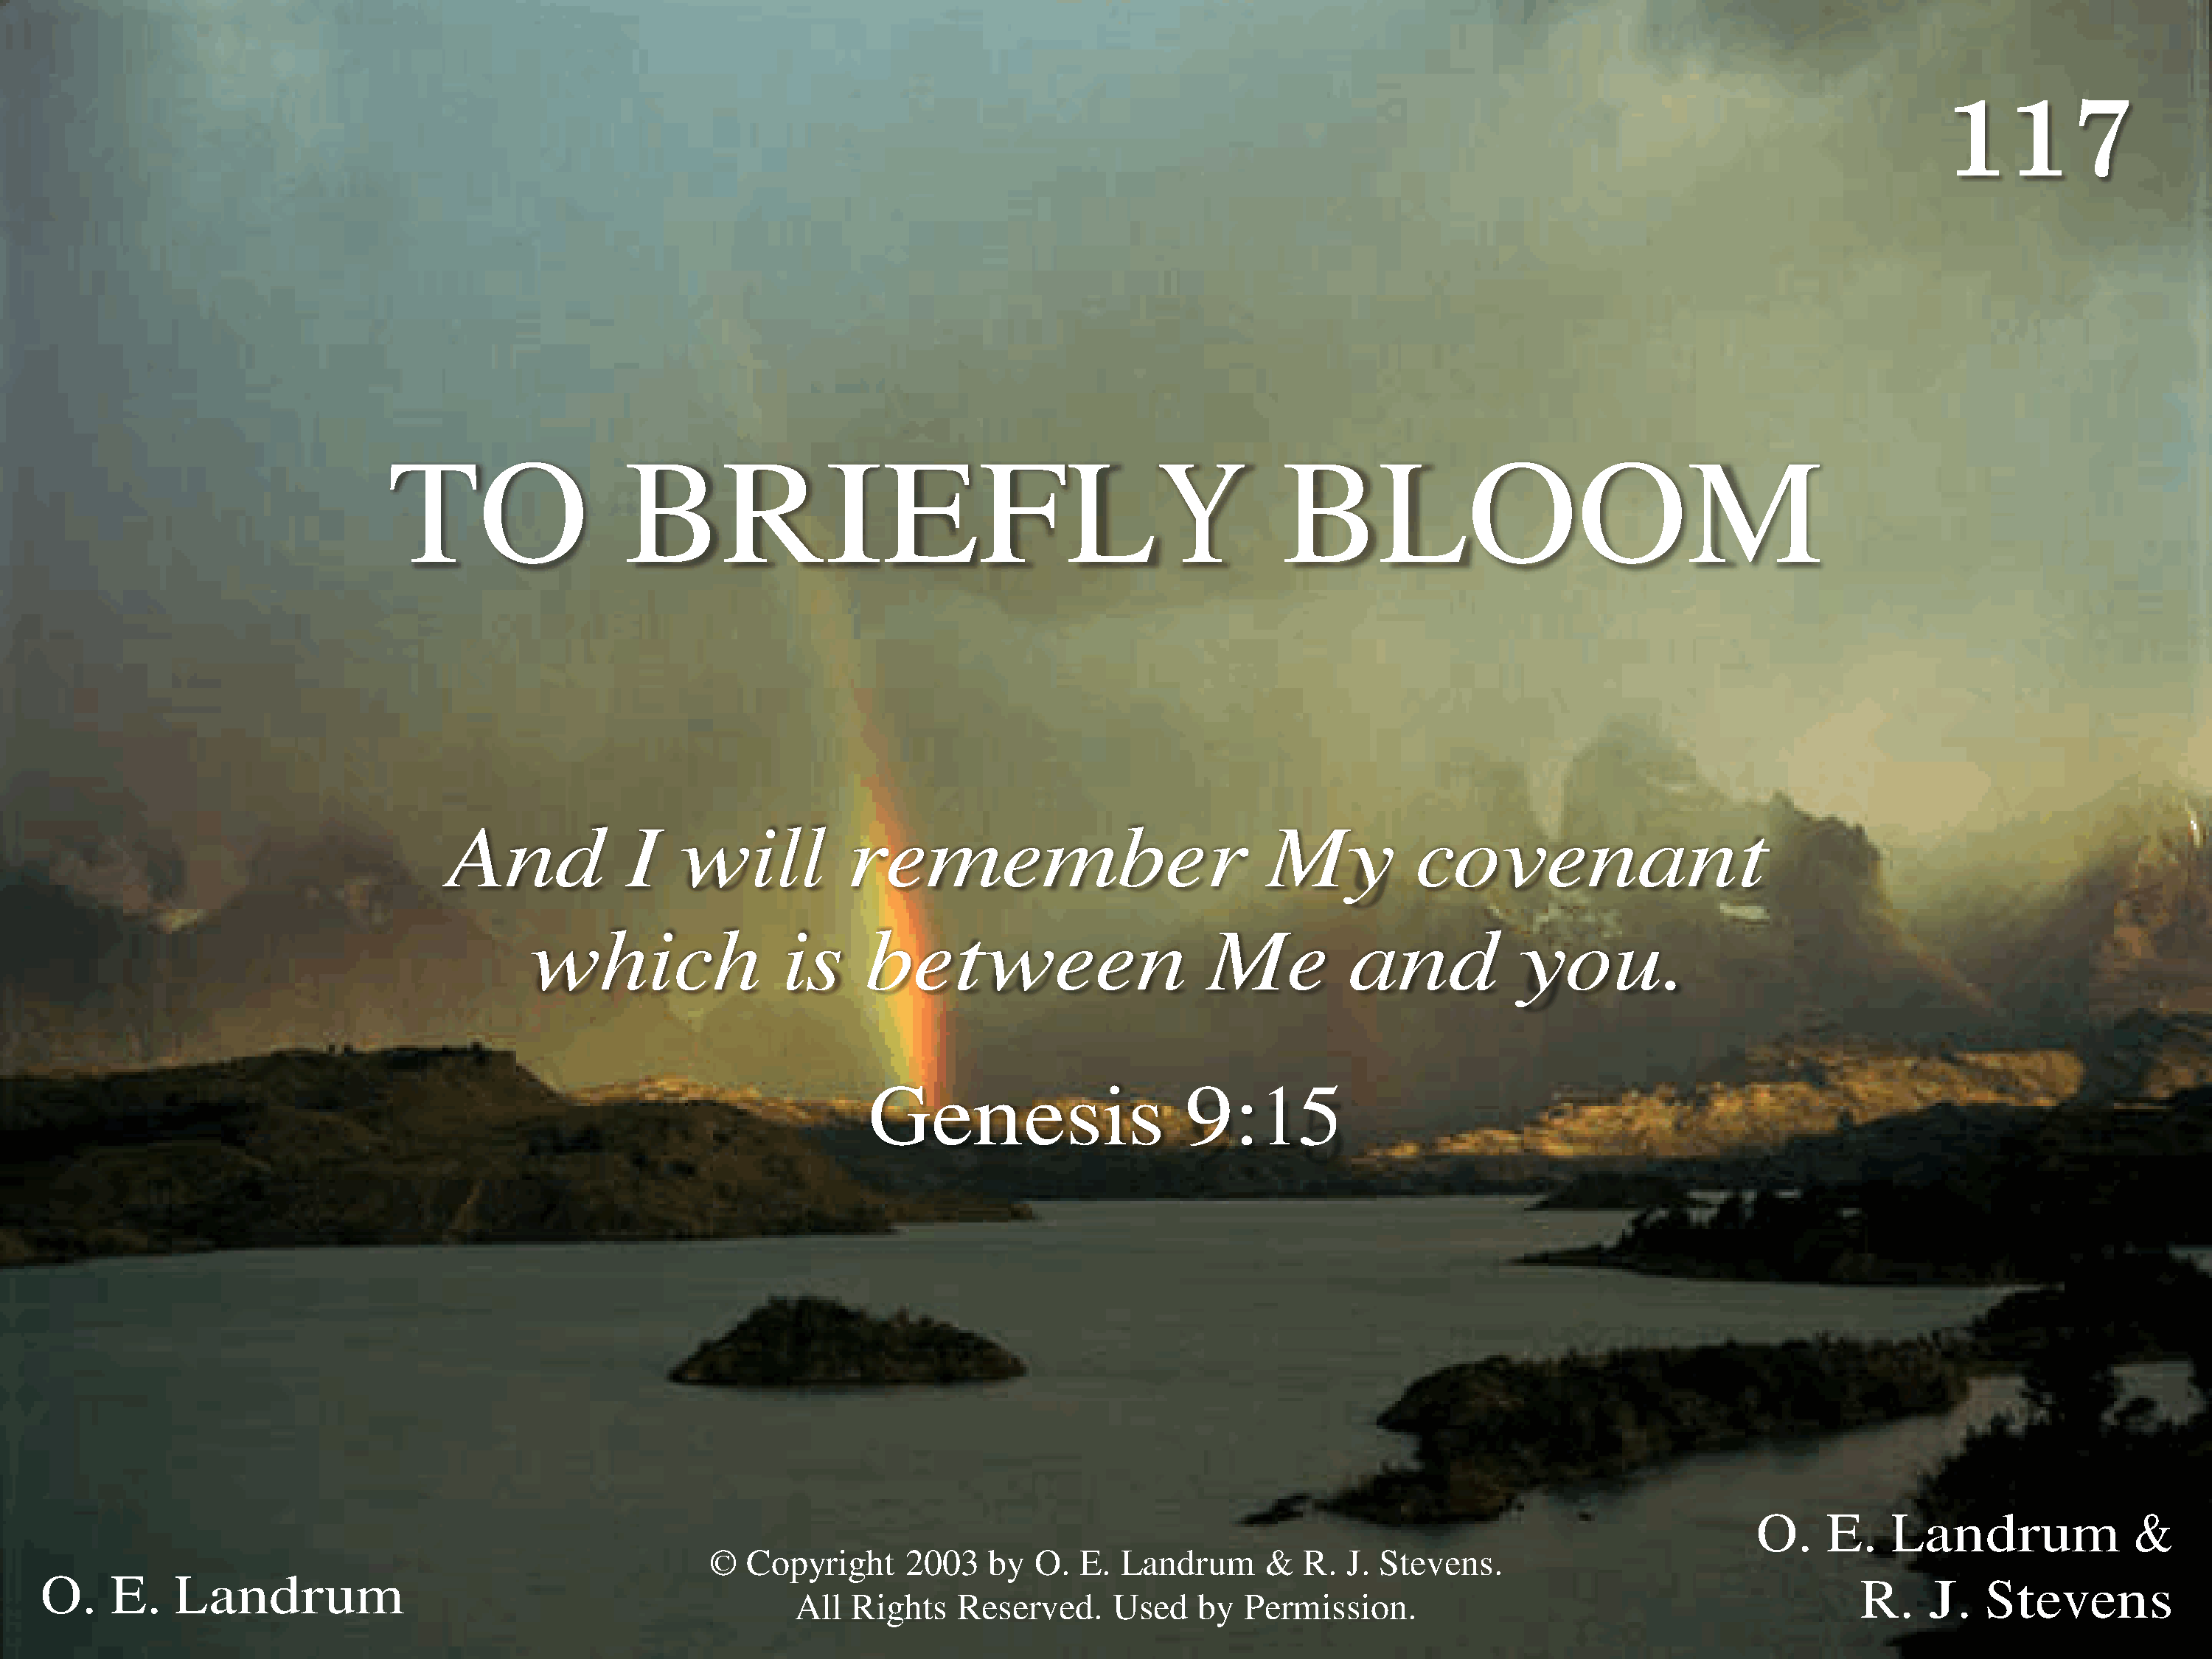 117
TO BRIEFLY BLOOM
And I will remember My covenant
which is between Me and you.
Genesis 9:15
O. E. Landrum
© Copyright 2003 by O. E. Landrum & R. J. Stevens.
All Rights Reserved. Used by Permission.
O. E. Landrum &
R. J. Stevens